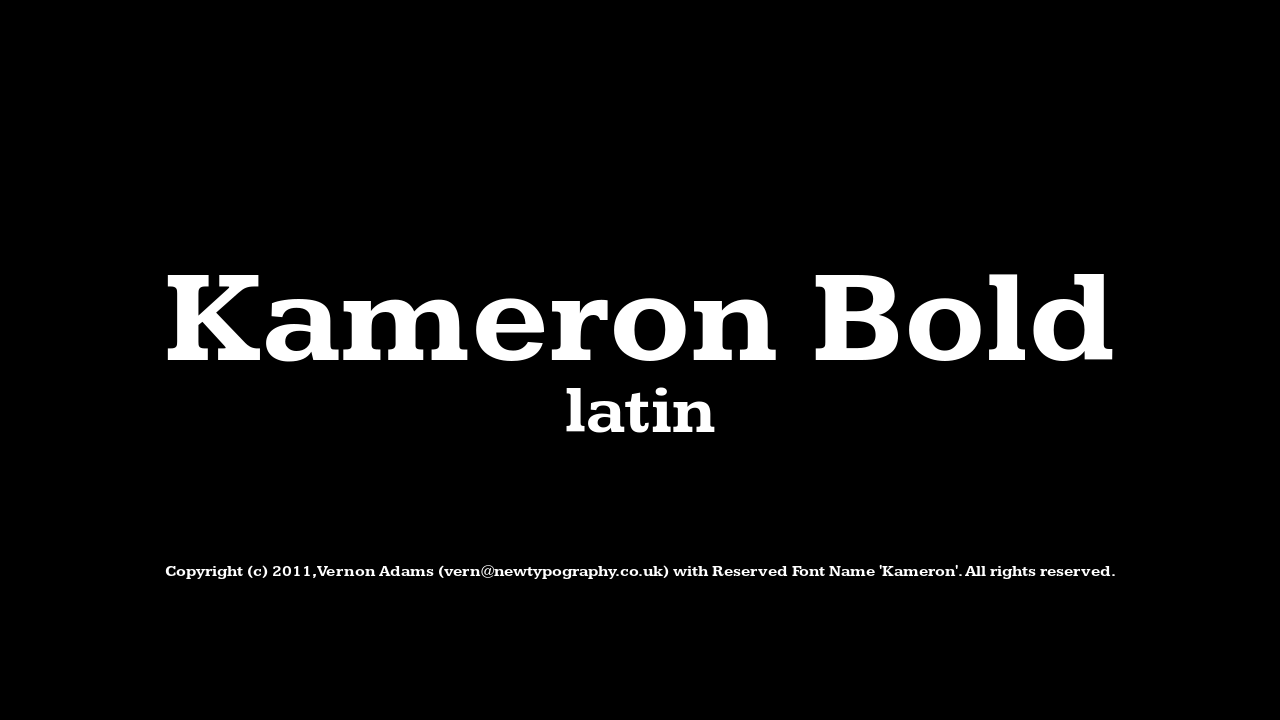 Kameron Bold
latin
Copyright (c) 2011,Vernon Adams (vern@newtypography.co.uk) with Reserved Font Name 'Kameron'. All rights reserved.